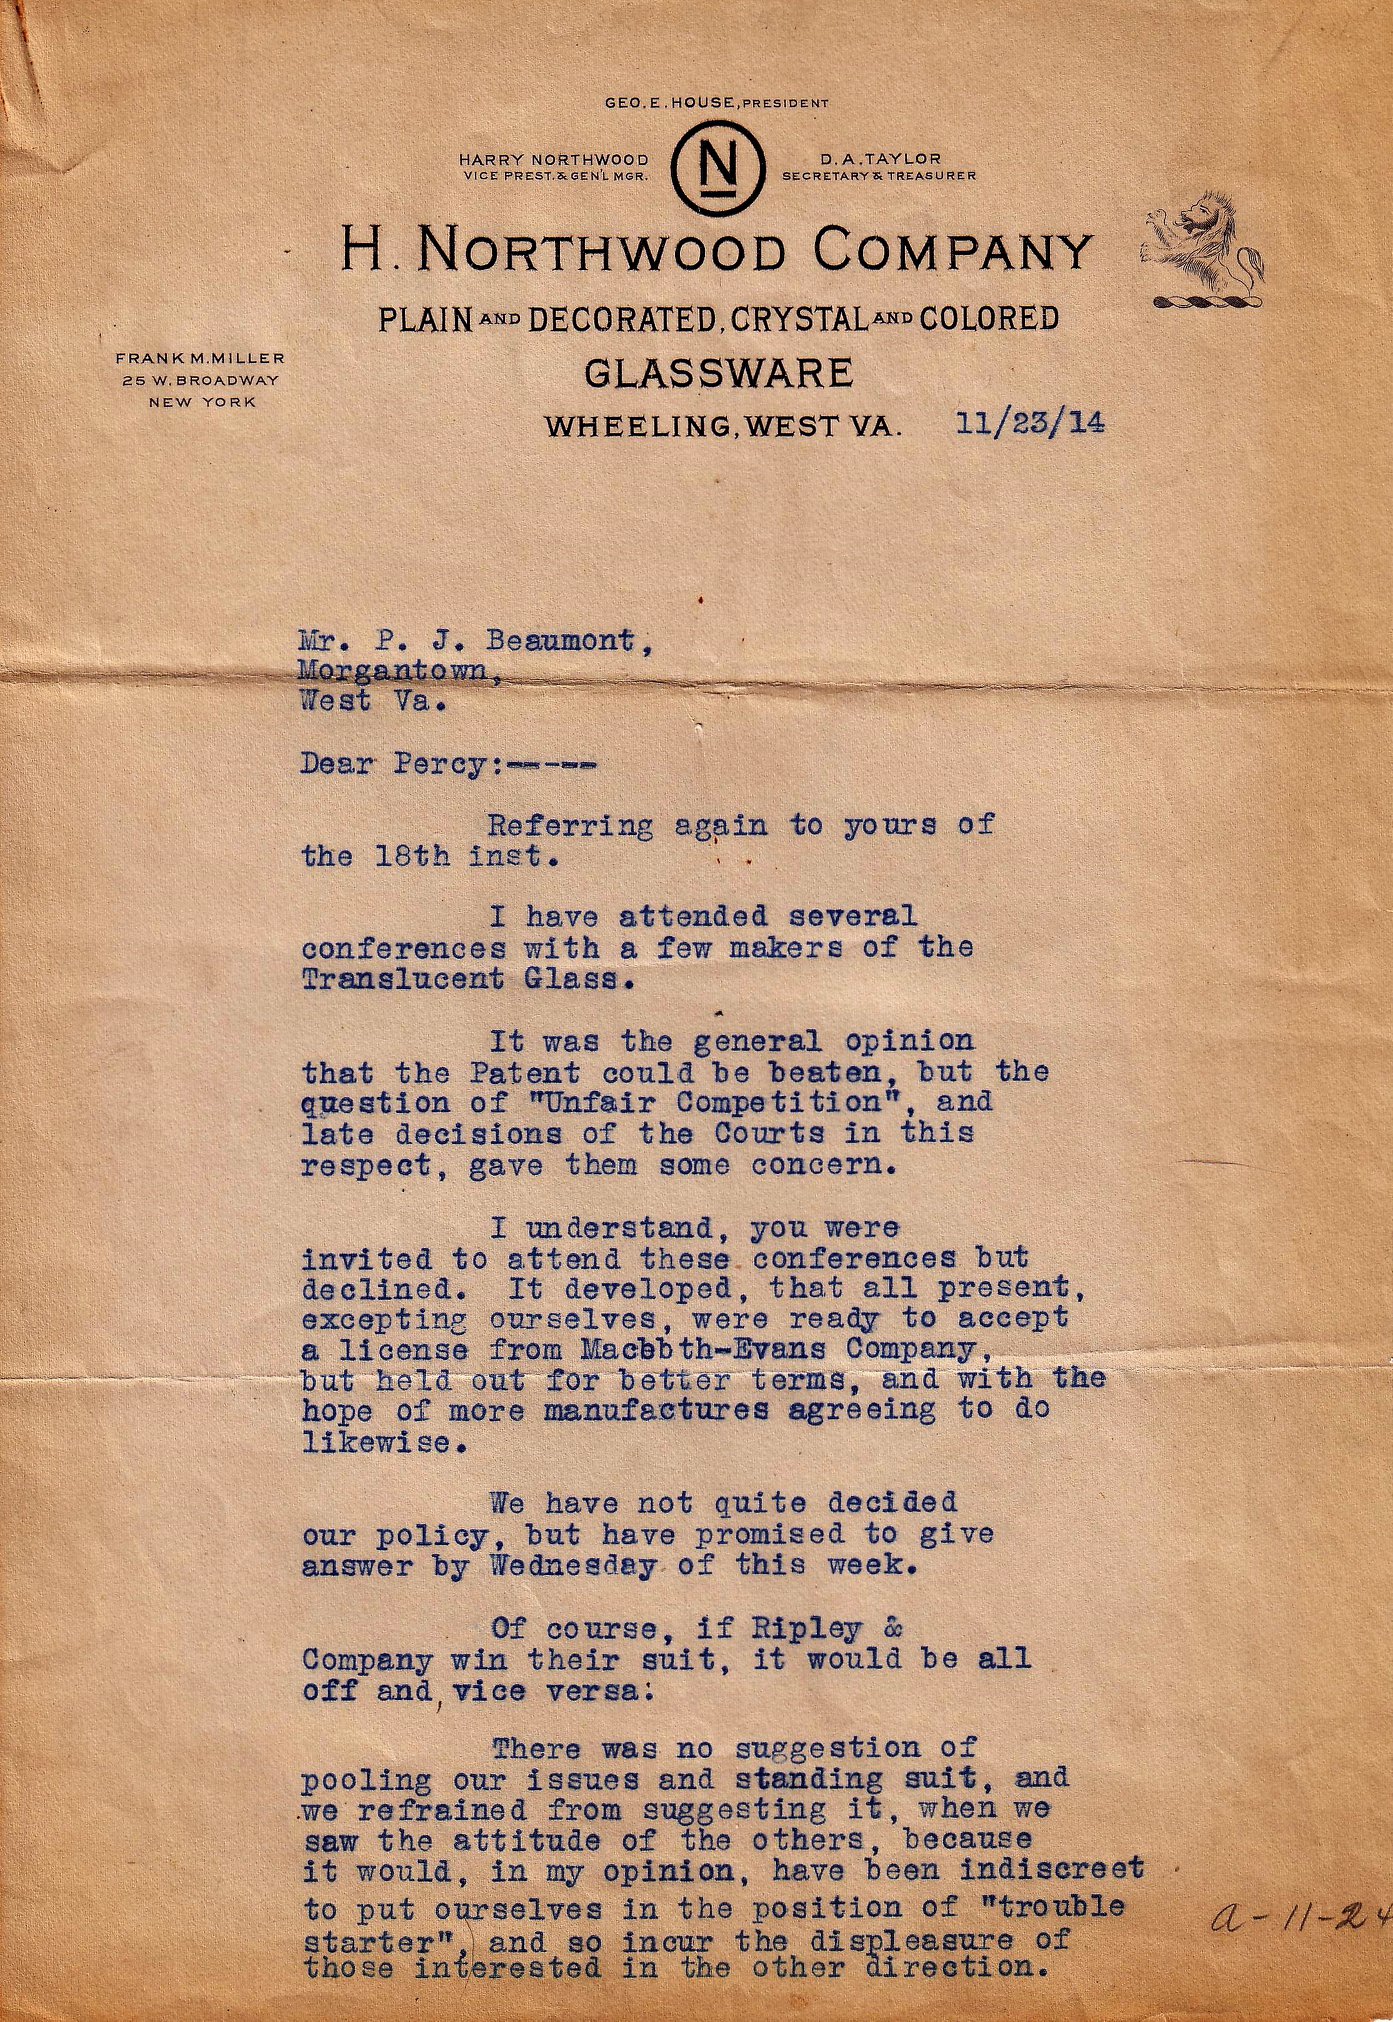 GEO. E. HOUSE, PRESIDENT
HARRY NORTHWOOD
VICE PREST. & GEN'L MGR.
N
D. A. TAYLOR
SECRETARY & TREASURER
H. NORTHWOOD COMPANY
PLAIN AND DECORATED, CRYSTAL AND COLORED
GLASSWARE
FRANK M. MILLER
25 W. BROADWAY
NEW YORK
WHEELING, WEST VA. 11/23/14
Mr. P. J. Beaumont,
Morgantown,
West Va.
Dear Percy:-----
Referring again to yours of
the 18th inst.
I have attended several
conferences with a few makers of the
Translucent Glass.
It was the general opinion
that the Patent could be beaten, but the
question of "Unfair Competition", and
late decisions of the Courts in this
respect, gave them some concern.
I understand, you were
invited to attend these conferences but
declined. It developed, that all present,
excepting ourselves, were ready to accept
a license from Macbbth-Evans Company,
but held out for better terms, and with the
hope of more manufactures agreeing to do
likewise.
We have not quite decided
our policy, but have promised to give
answer by Wednesday of this week.
Of course, if Ripley &
Company win their suit, it would be all
off and, vice versa:
There was no suggestion of
pooling our issues and standing suit, and
we refrained from suggesting it, when we
saw the attitude of the others, because
it would, in my opinion, have been indiscreet
to put ourselves in the position of "trouble
starter", and so incur the displeasure of
those interested in the other direction.
a-11-24